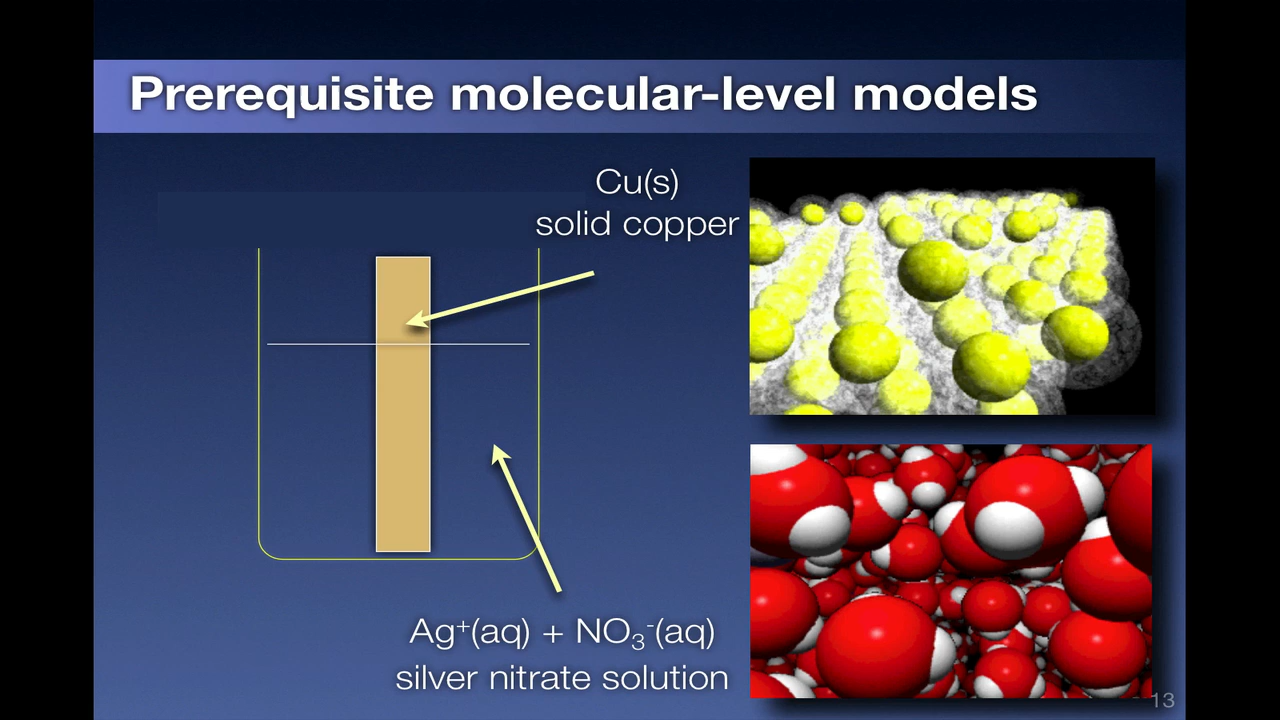 Prerequisite molecular-level models
Cu(s)
solid copper
Ag⁺(aq) + NO₃⁻(aq)
silver nitrate solution
13